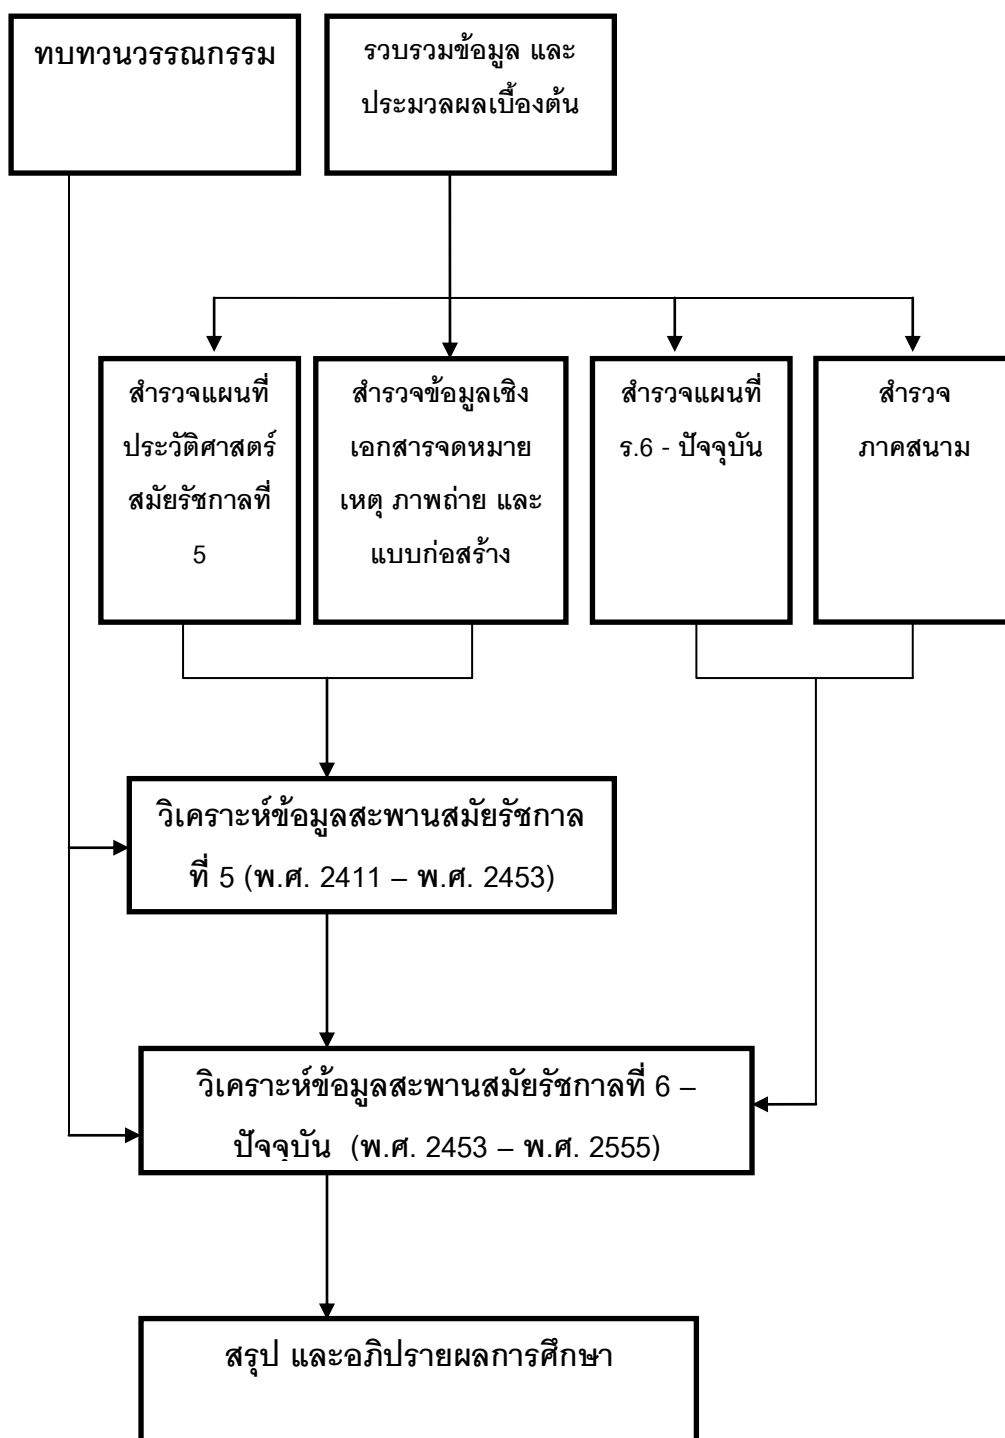 ทบทวนวรรณกรรม
รวบรวมข้อมูล และ
ประมวลผลเบื้องต้น
สำรวจแผนที่
ประวัติศาสตร์
สมัยรัชกาลที่
5
สำรวจข้อมูลเชิง
เอกสารจดหมาย
เหตุ ภาพถ่าย และ
แบบก่อสร้าง
สำรวจแผนที่
ร.6 - ปัจจุบัน
สำรวจ
ภาคสนาม
วิเคราะห์ข้อมูลสะพานสมัยรัชกาล
ที่ 5 (พ.ศ. 2411 – พ.ศ. 2453)
วิเคราะห์ข้อมูลสะพานสมัยรัชกาลที่ 6 –
ปัจจุบัน (พ.ศ. 2453 – พ.ศ. 2555)
สรุป และอภิปรายผลการศึกษา